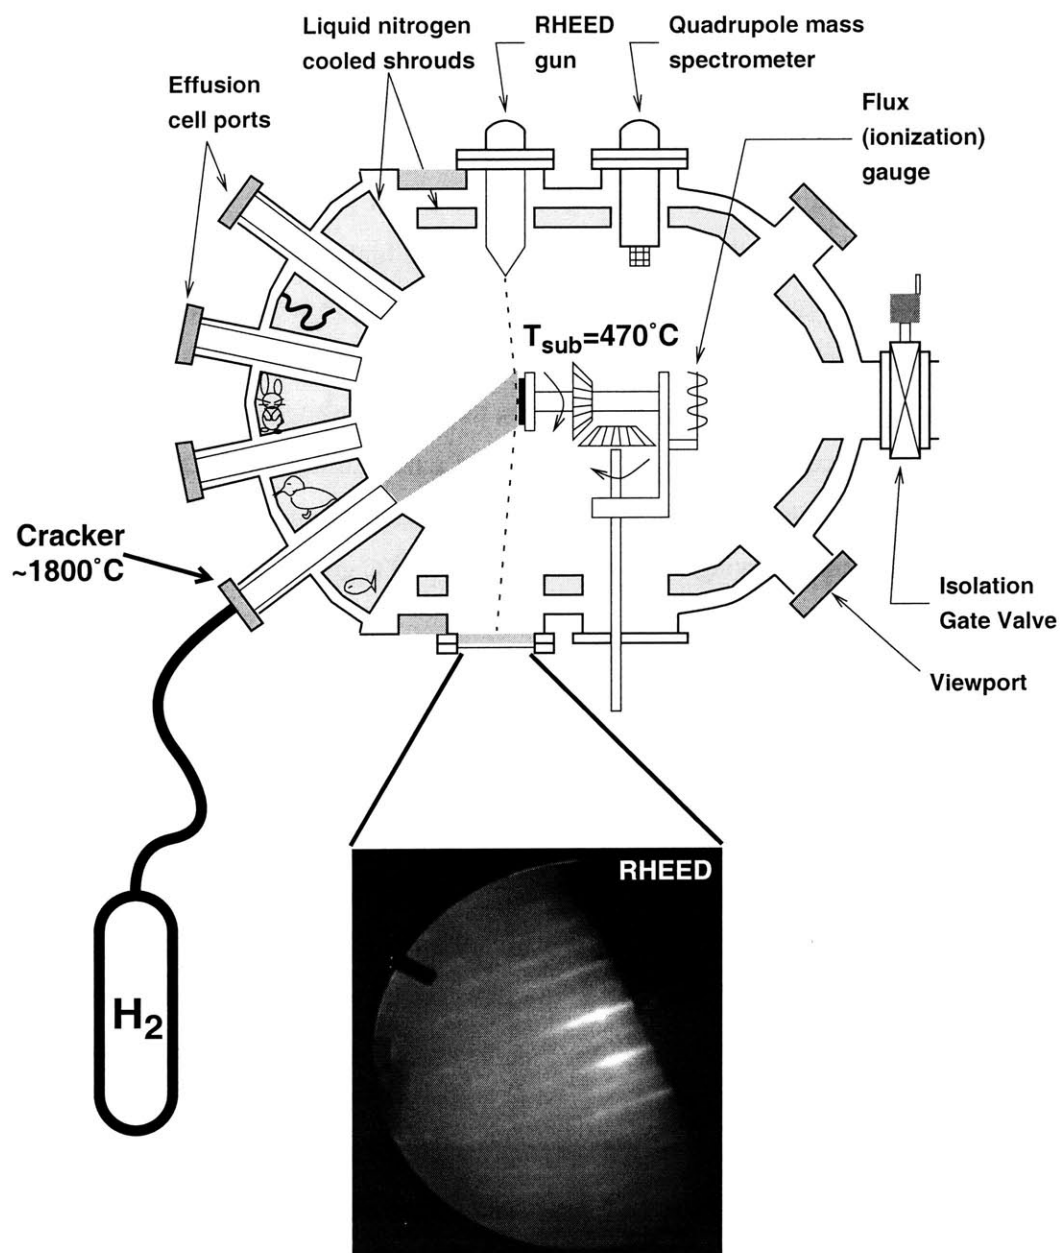 Liquid nitrogen
cooled shrouds
RHEED
gun
Quadrupole mass
spectrometer
Effusion
cell ports
Flux
(ionization)
gauge
T_sub=470˚C
Cracker
~1800˚C
Isolation
Gate Valve
Viewport
RHEED
H₂